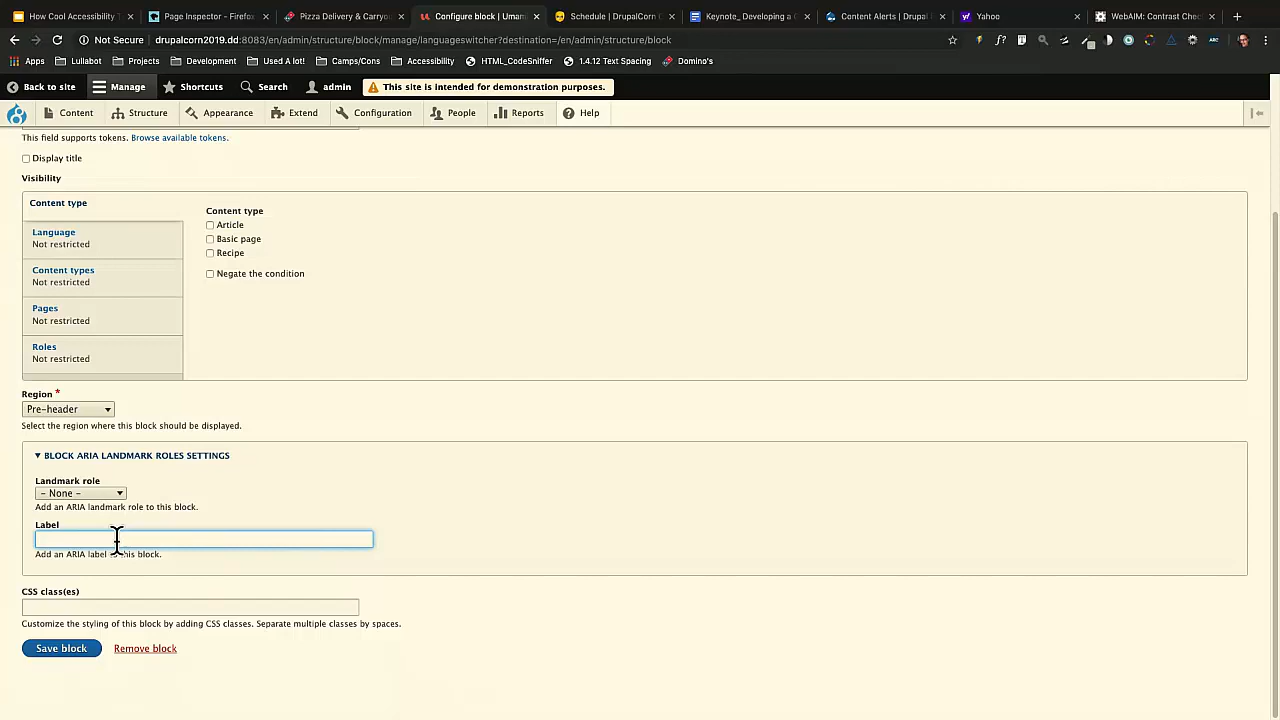 How Cool Accessibility T
Page Inspector - Firefox
Pizza Delivery & Carryou
Configure block | Umam
Schedule | DrupalCorn C
Keynote_ Developing a C
Content Alerts | Drupal
Yahoo
WebAIM: Contrast Chec
Not Secure drupalcorn2019.dd:8083/en/admin/structure/block/manage/languageswitcher?destination=/en/admin/structure/block
Apps Lullabot Projects Development Used A lot! Camps/Cons Accessibility HTML_CodeSniffer 1.4.12 Text Spacing Domino's
Back to site Manage Shortcuts Search admin This site is intended for demonstration purposes.
Content Structure Appearance Extend Configuration People Reports Help
This field supports tokens. Browse available tokens.
Display title
Visibility
Content type
Language
Not restricted
Content types
Not restricted
Pages
Not restricted
Roles
Not restricted
Content type
Article
Basic page
Recipe
Negate the condition
Region *
Pre-header
Select the region where this block should be displayed.
BLOCK ARIA LANDMARK ROLES SETTINGS
Landmark role
- None -
Add an ARIA landmark role to this block.
Label
Add an ARIA label to this block.
CSS class(es)
Customize the styling of this block by adding CSS classes. Separate multiple classes by spaces.
Save block Remove block